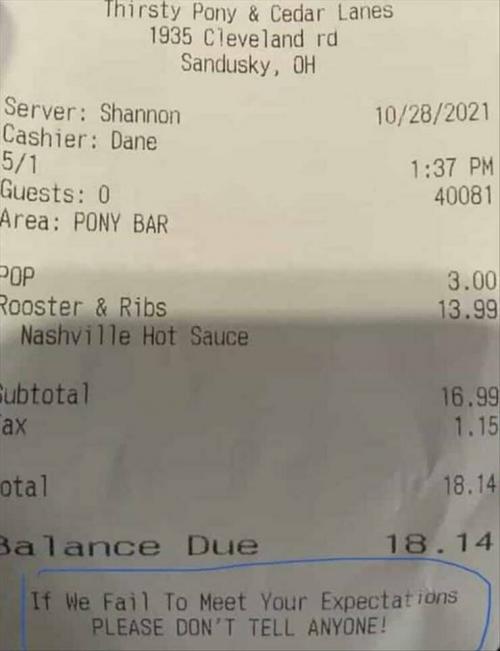 Thirsty Pony & Cedar Lanes
1935 Cleveland rd
Sandusky, OH
Server: Shannon 10/28/2021
Cashier: Dane
5/1 1:37 PM
Guests: 0 40081
Area: PONY BAR
POP 3.00
Rooster & Ribs 13.99
Nashville Hot Sauce
Subtotal 16.99
Tax 1.15
Total 18.14
Balance Due 18.14
If We Fail To Meet Your Expectations
PLEASE DON'T TELL ANYONE!